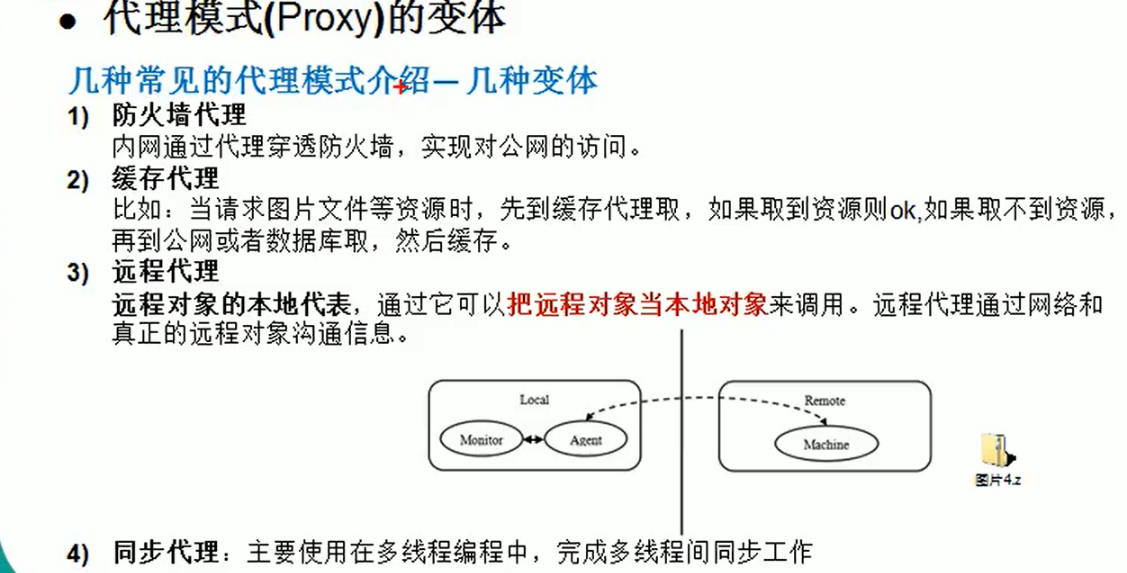 ● 代理模式(Proxy)的变体
几种常见的代理模式介绍— 几种变体
1) 防火墙代理
内网通过代理穿透防火墙，实现对公网的访问。
2) 缓存代理
比如：当请求图片文件等资源时，先到缓存代理取，如果取到资源则ok,如果取不到资源，
再到公网或者数据库取，然后缓存。
3) 远程代理
远程对象的本地代表，通过它可以把远程对象当本地对象来调用。远程代理通过网络和
真正的远程对象沟通信息。
Local
Remote
Monitor
Agent
Machine
图片4.z
4) 同步代理：主要使用在多线程编程中，完成多线程间同步工作